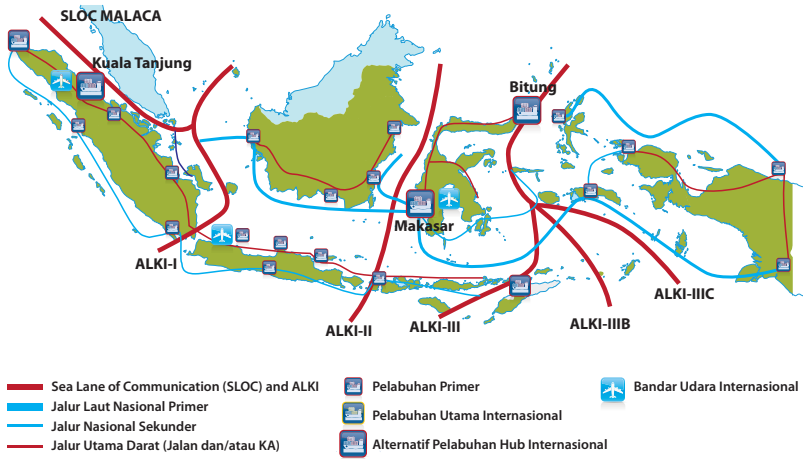 SLOC MALACA
Kuala Tanjung
Bitung
Makasar
ALKI-I
ALKI-II
ALKI-III
ALKI-IIIB
ALKI-IIIC
Sea Lane of Communication (SLOC) and ALKI
Jalur Laut Nasional Primer
Jalur Nasional Sekunder
Jalur Utama Darat (Jalan dan/atau KA)
Pelabuhan Primer
Pelabuhan Utama Internasional
Alternatif Pelabuhan Hub Internasional
Bandar Udara Internasional